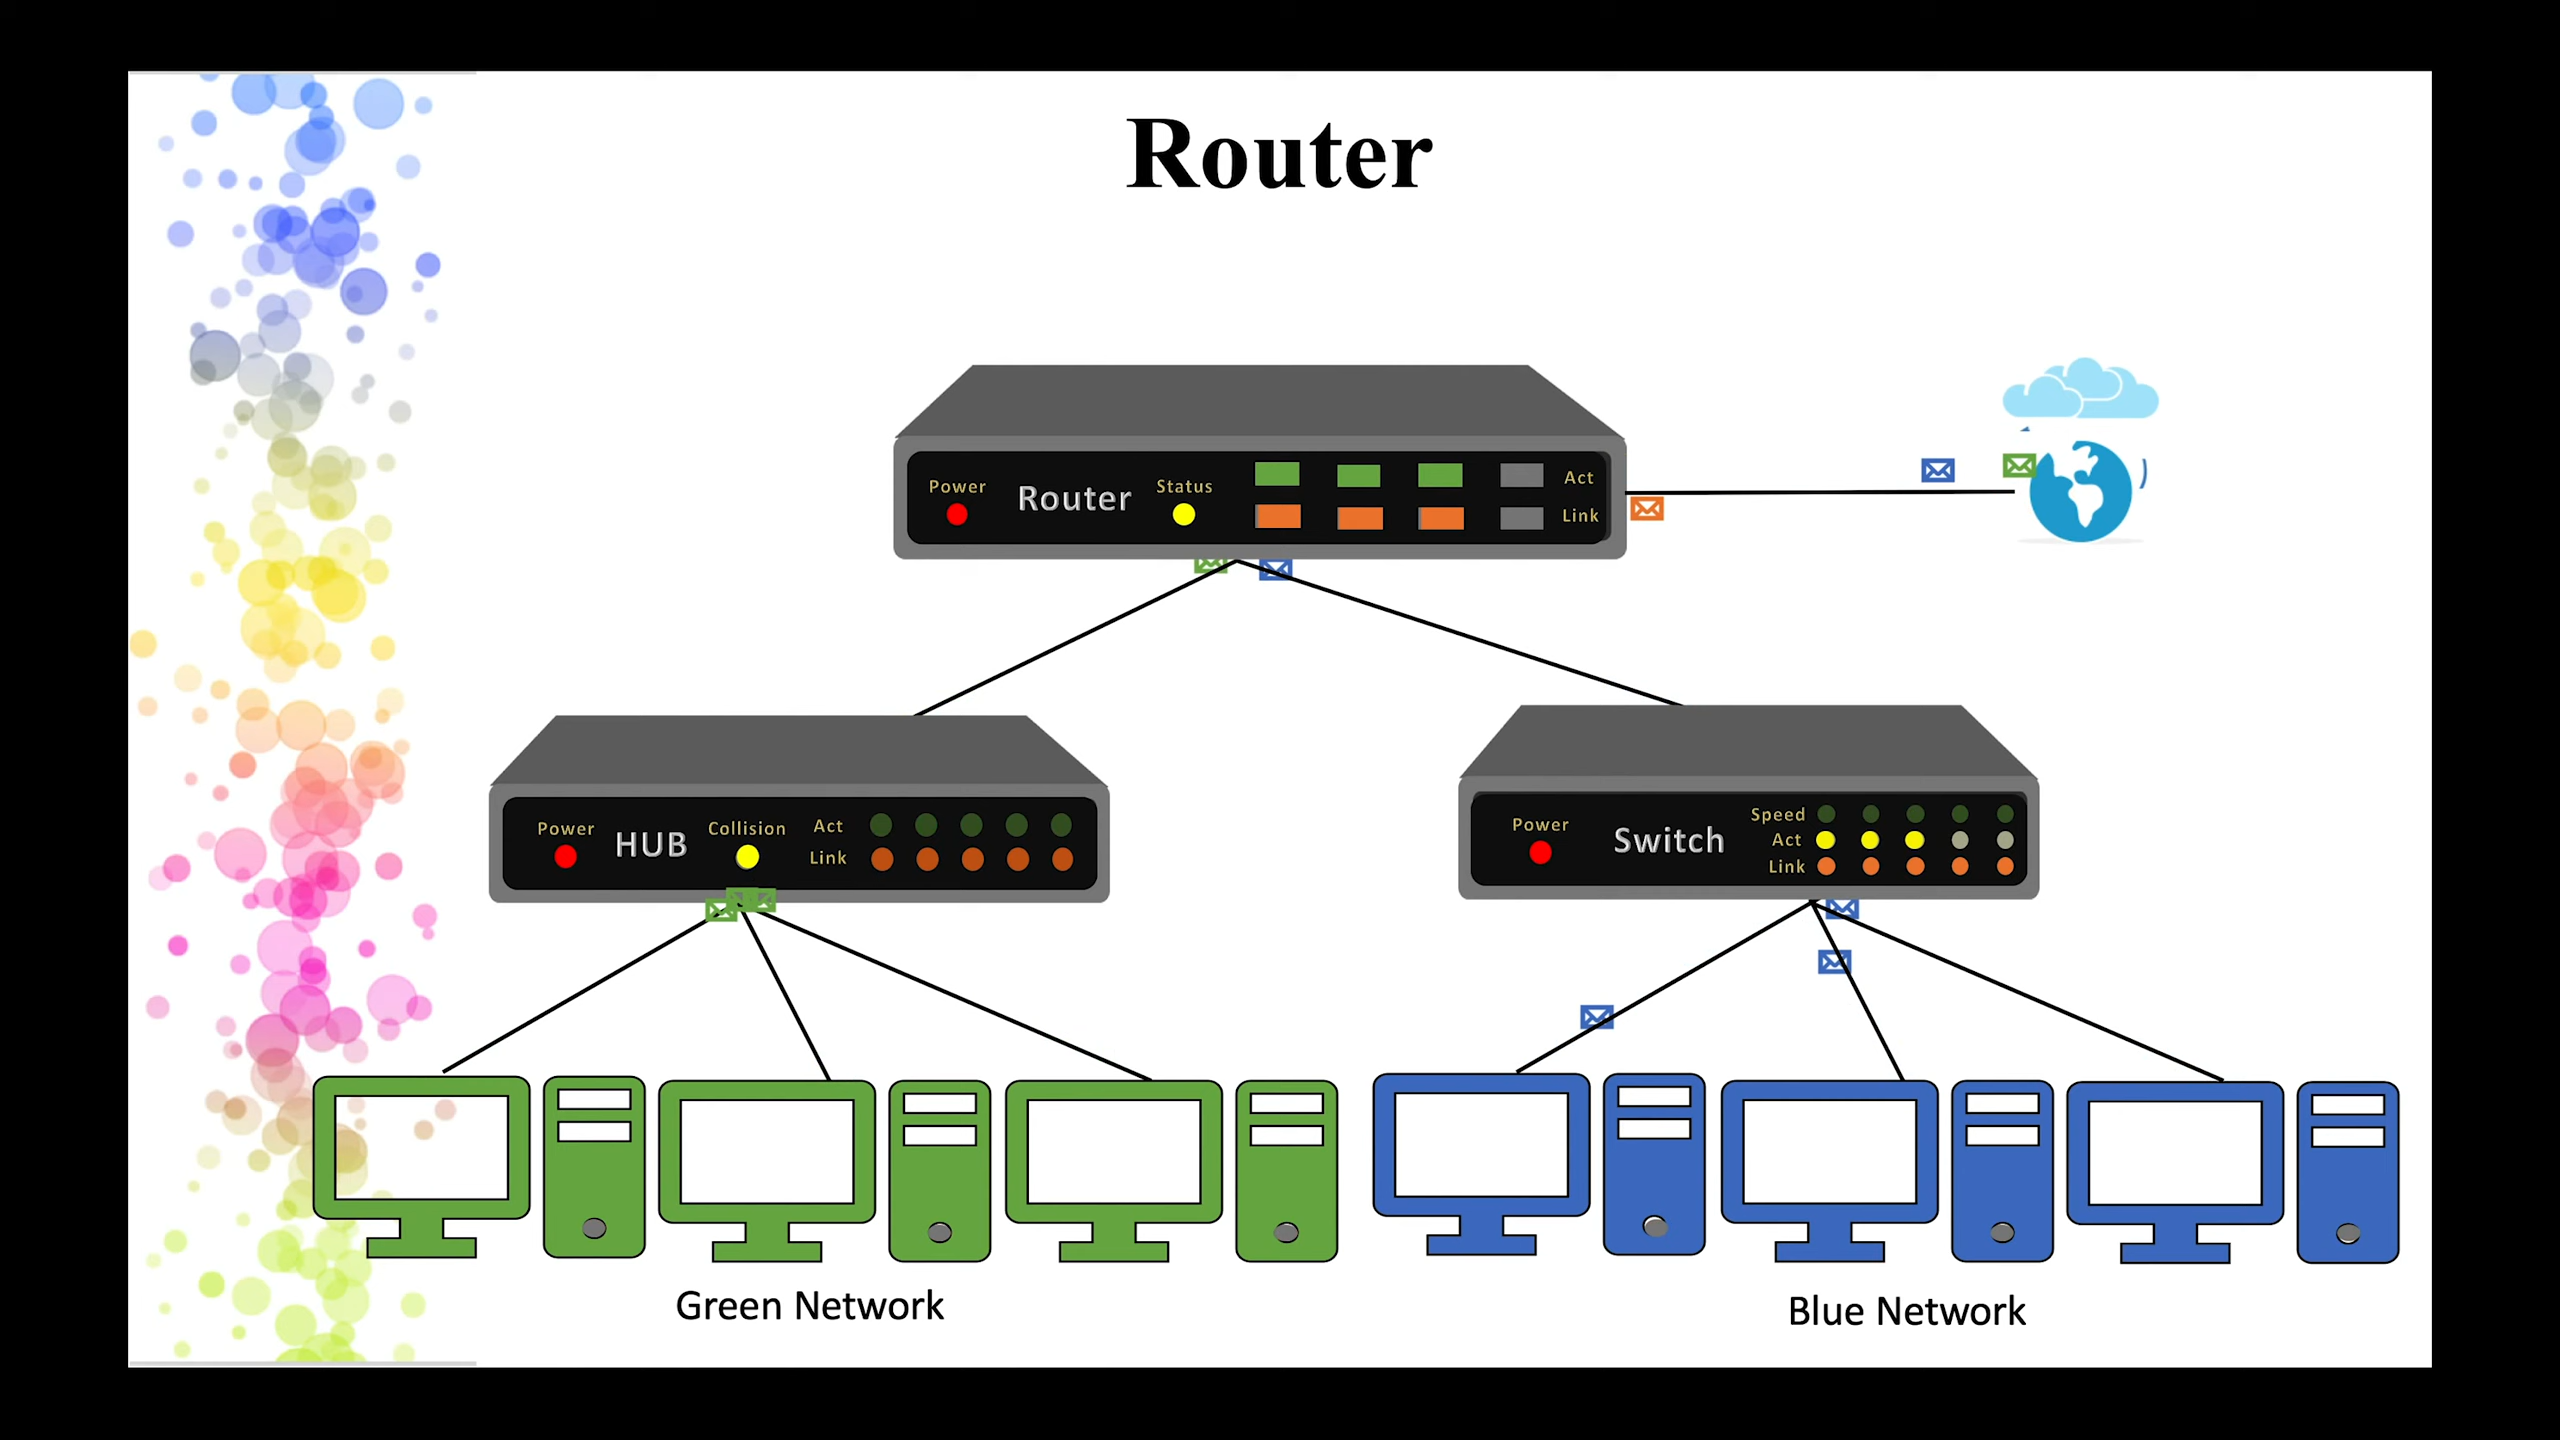 Router
Power
Router
Status
Act
Link
Power
HUB
Collision
Act
Link
Power
Switch
Speed
Act
Link
Green Network
Blue Network